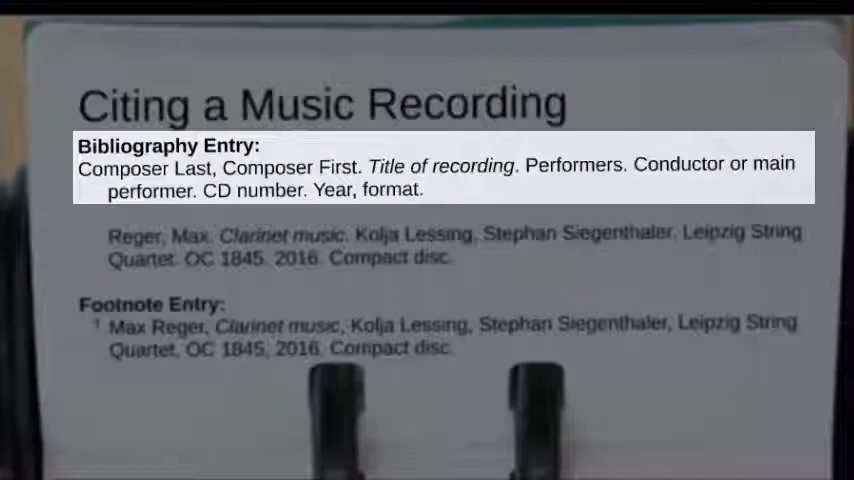 Citing a Music Recording
Bibliography Entry:
Composer Last, Composer First. Title of recording. Performers. Conductor or main
performer. CD number. Year, format.
Reger, Max. Clarinet music. Kolja Lessing, Stephan Siegenthaler, Leipzig String
Quartet. OC 1845. 2016. Compact disc.
Footnote Entry:
1 Max Reger, Clarinet music, Kolja Lessing, Stephan Siegenthaler, Leipzig String
Quartet, OC 1845, 2016. Compact disc.